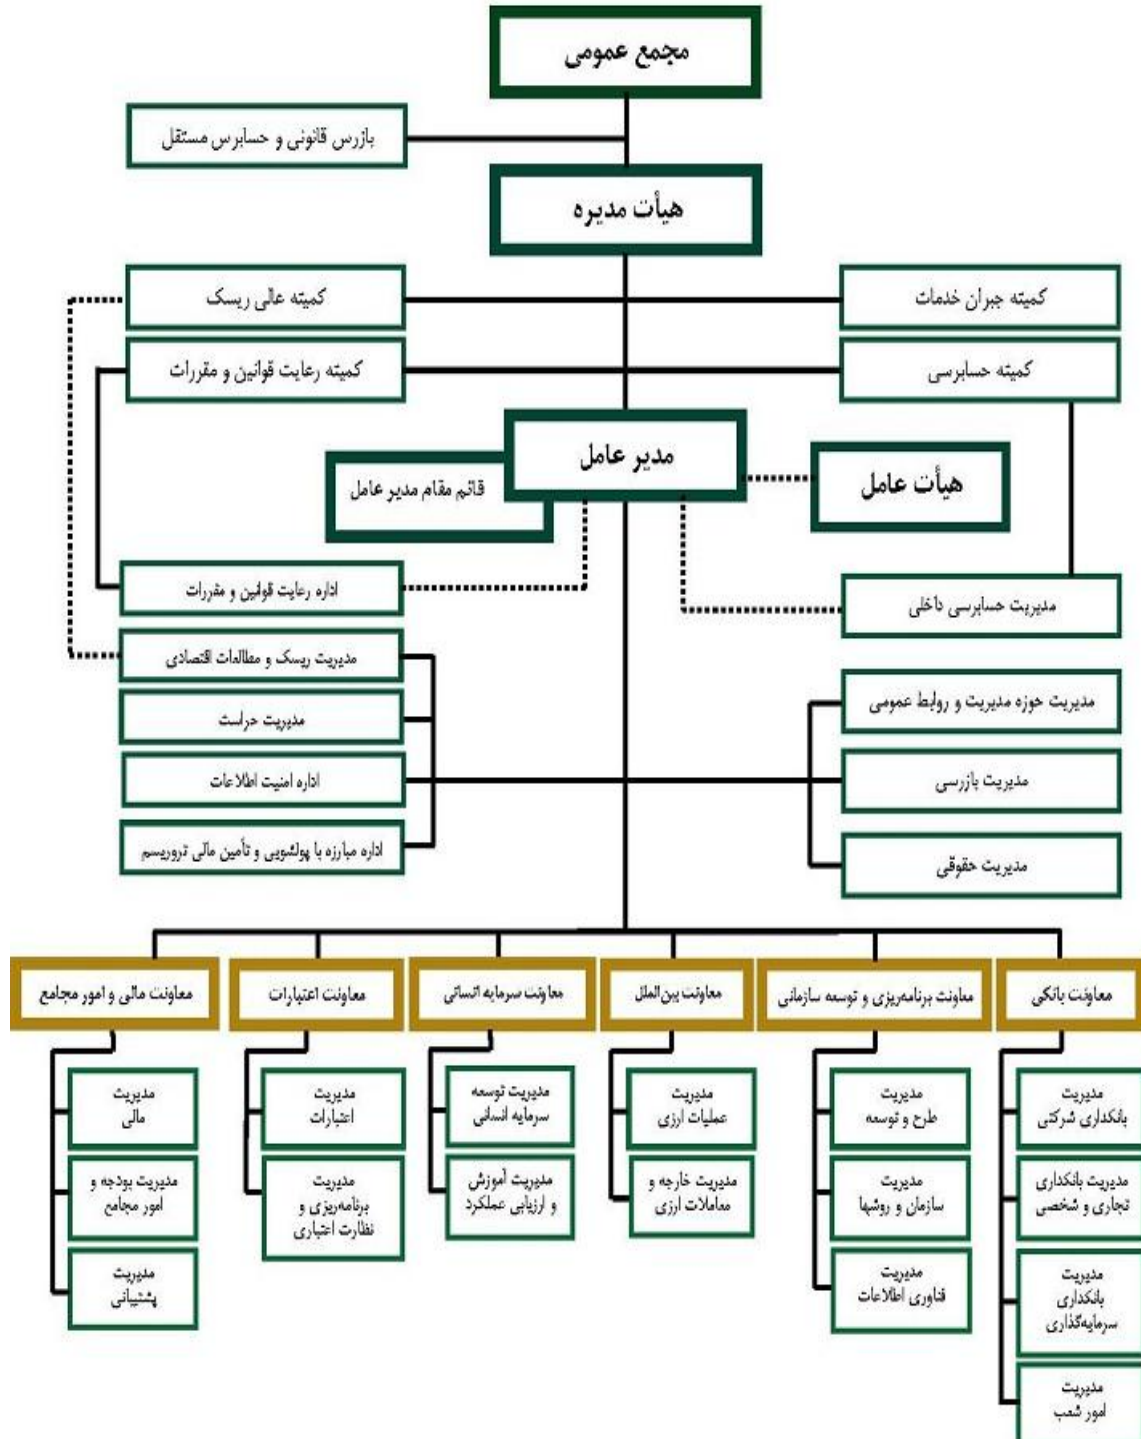 مجمع عمومی
بازرس قانونی و حسابرس مستقل
هیأت مدیره
کمیته جبران خدمات
کمیته عالی ریسک
کمیته حسابرسی
کمیته رعایت قوانین و مقررات
مدیر عامل
قائم مقام مدیر عامل
هیأت عامل
مدیریت حسابرسی داخلی
اداره رعایت قوانین و مقررات
مدیریت ریسک و مطالعات اقتصادی
مدیریت حوزه مدیریت و روابط عمومی
مدیریت حراست
مدیریت بازرسی
اداره امنیت اطلاعات
مدیریت حقوقی
اداره مبارزه با پولشویی و تأمین مالی تروریسم
معاونت بانکی
معاونت برنامه‌ریزی و توسعه سازمانی
معاونت بین‌الملل
معاونت سرمایه انسانی
معاونت اعتبارات
معاونت مالی و امور مجامع
مدیریت
بانکداری شرکتی
مدیریت بانکداری
تجاری و شخصی
مدیریت
بانکداری
سرمایه‌گذاری
مدیریت
امور شعب
مدیریت
طرح و توسعه
مدیریت
سازمان و روشها
مدیریت
فناوری اطلاعات
مدیریت
عملیات ارزی
مدیریت خارجه و
معاملات ارزی
مدیریت توسعه
سرمایه انسانی
مدیریت آموزش
و ارزیابی عملکرد
مدیریت
اعتبارات
مدیریت
برنامه‌ریزی و
نظارت اعتباری
مدیریت
مالی
مدیریت بودجه و
امور مجامع
مدیریت
پشتیبانی